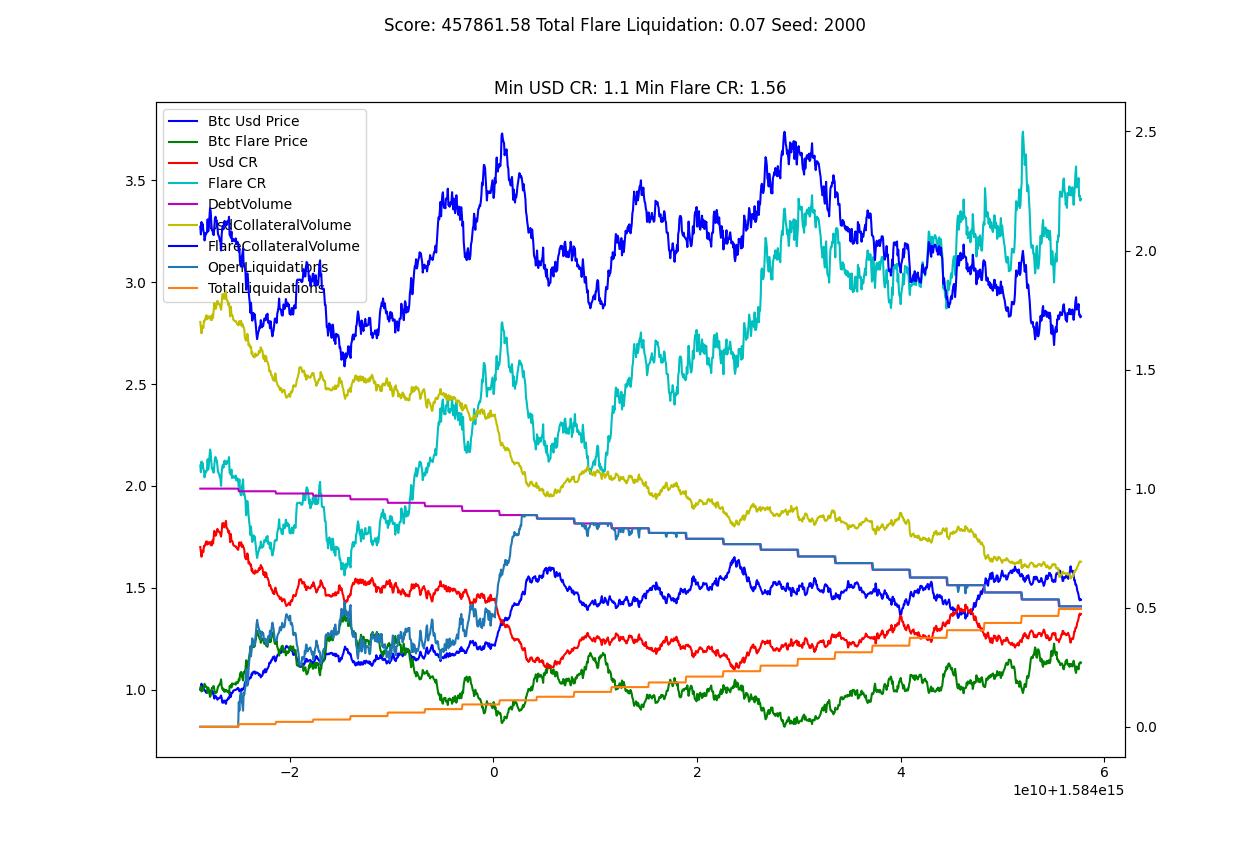 Score: 457861.58 Total Flare Liquidation: 0.07 Seed: 2000
Min USD CR: 1.1 Min Flare CR: 1.56
Btc Usd Price
Btc Flare Price
Usd CR
Flare CR
DebtVolume
UsdCollateralVolume
FlareCollateralVolume
OpenLiquidations
TotalLiquidations
3.5
3.0
2.5
2.0
1.5
1.0
2.5
2.0
1.5
1.0
0.5
0.0
−2 0 2 4 6
1e10+1.584e15